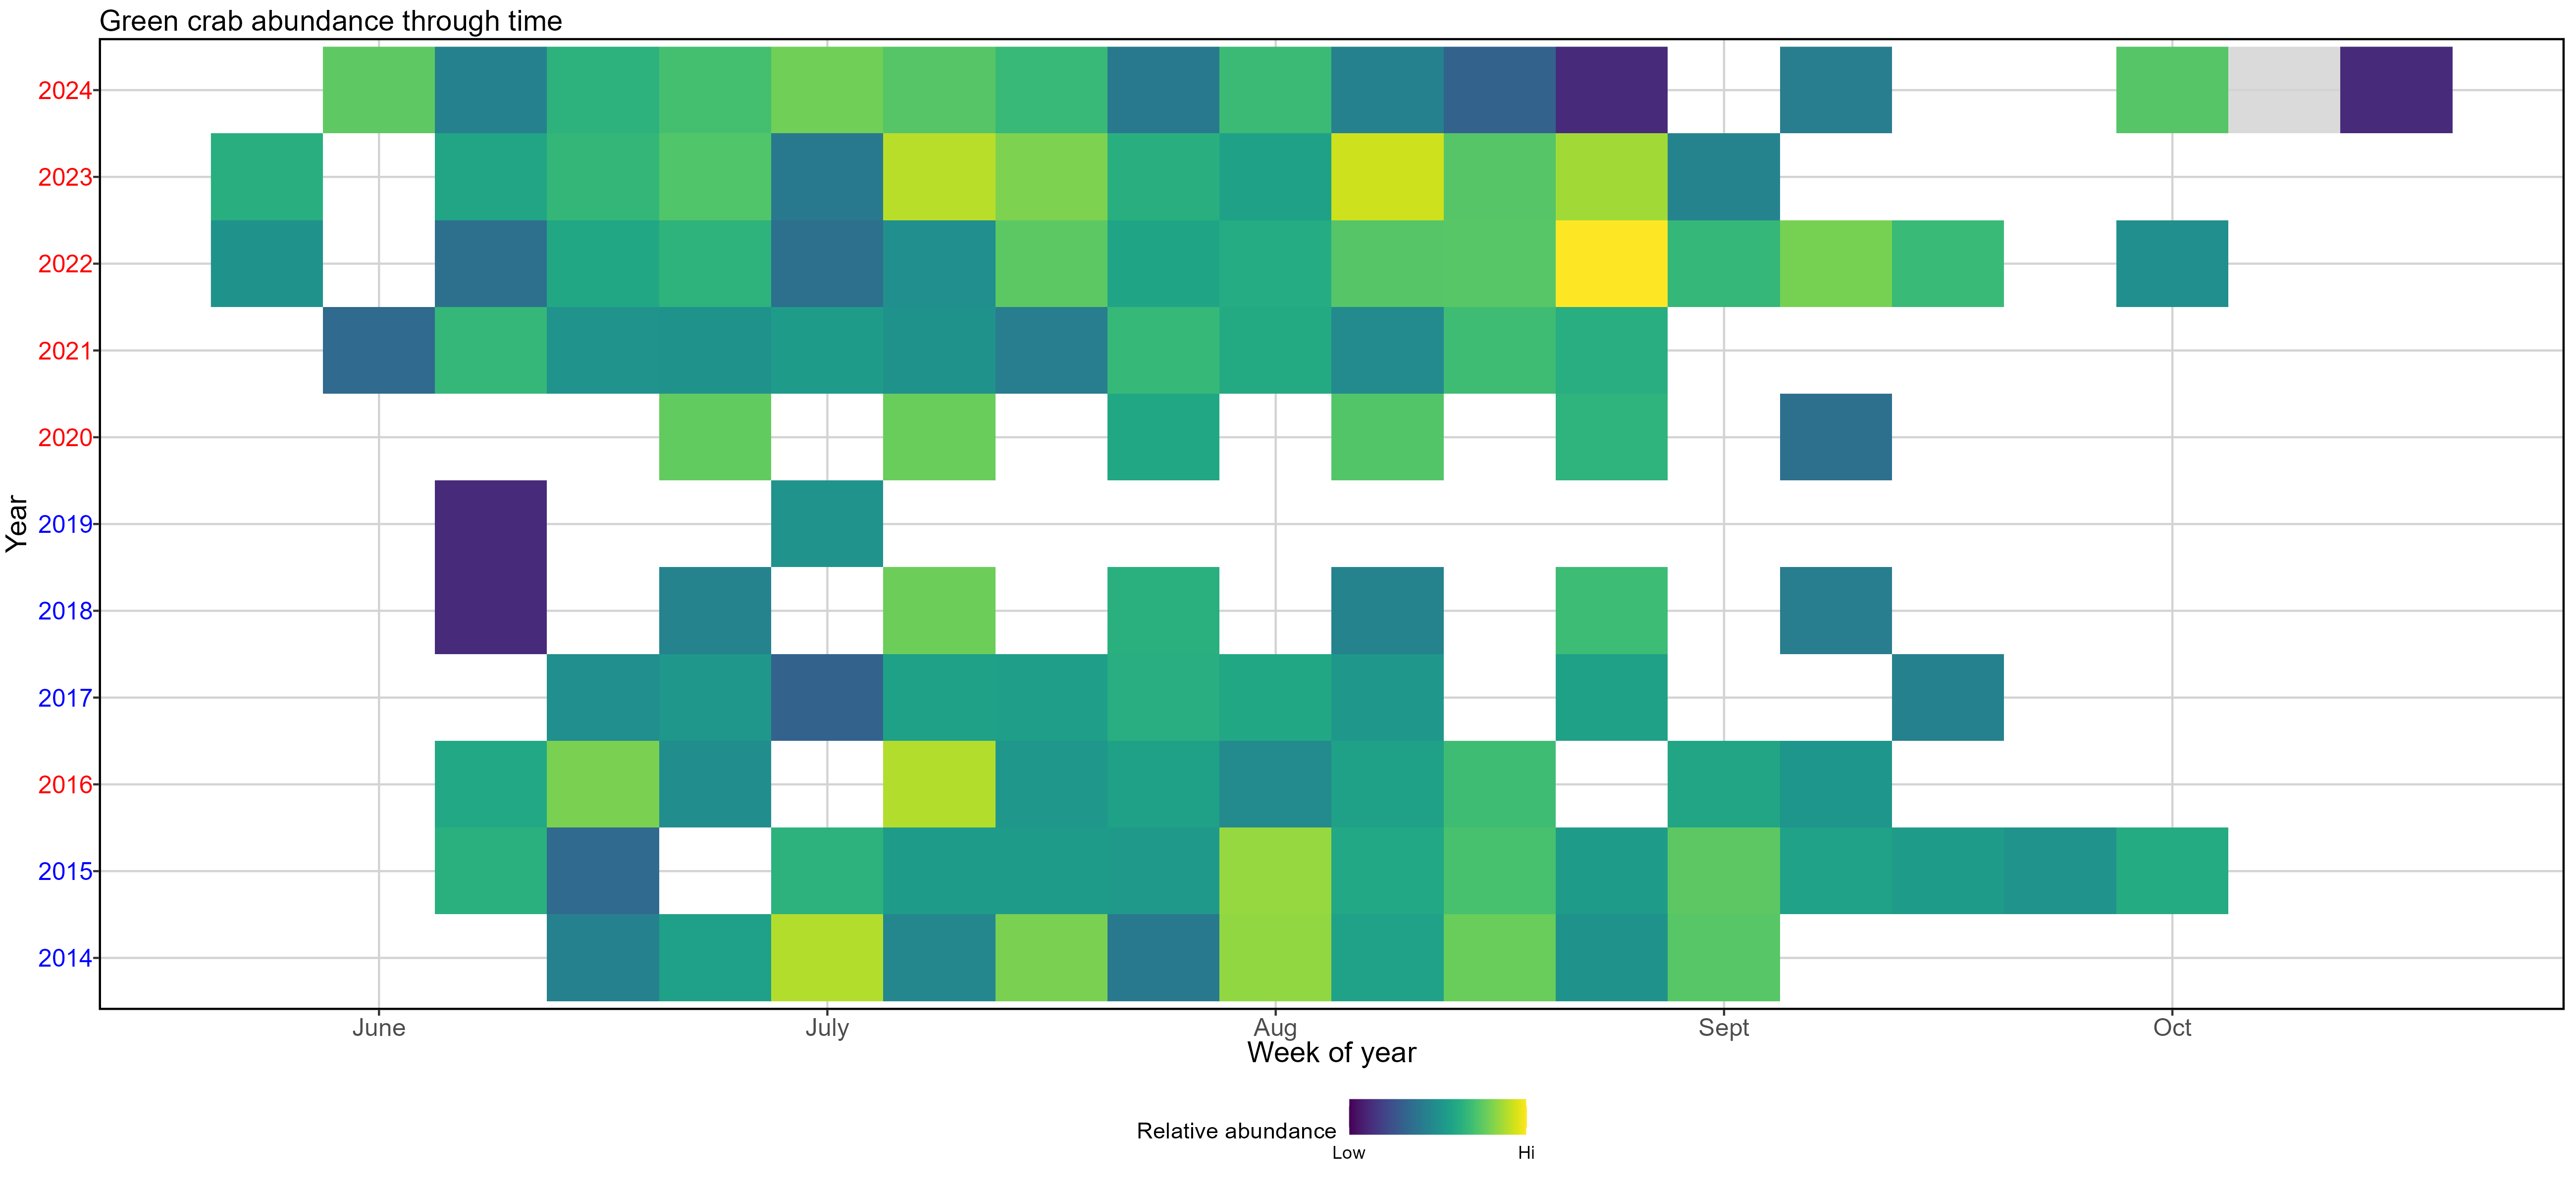 Green crab abundance through time
Year
2024
2023
2022
2021
2020
2019
2018
2017
2016
2015
2014
June July Aug Sept Oct
Week of year
Relative abundance
Low Hi